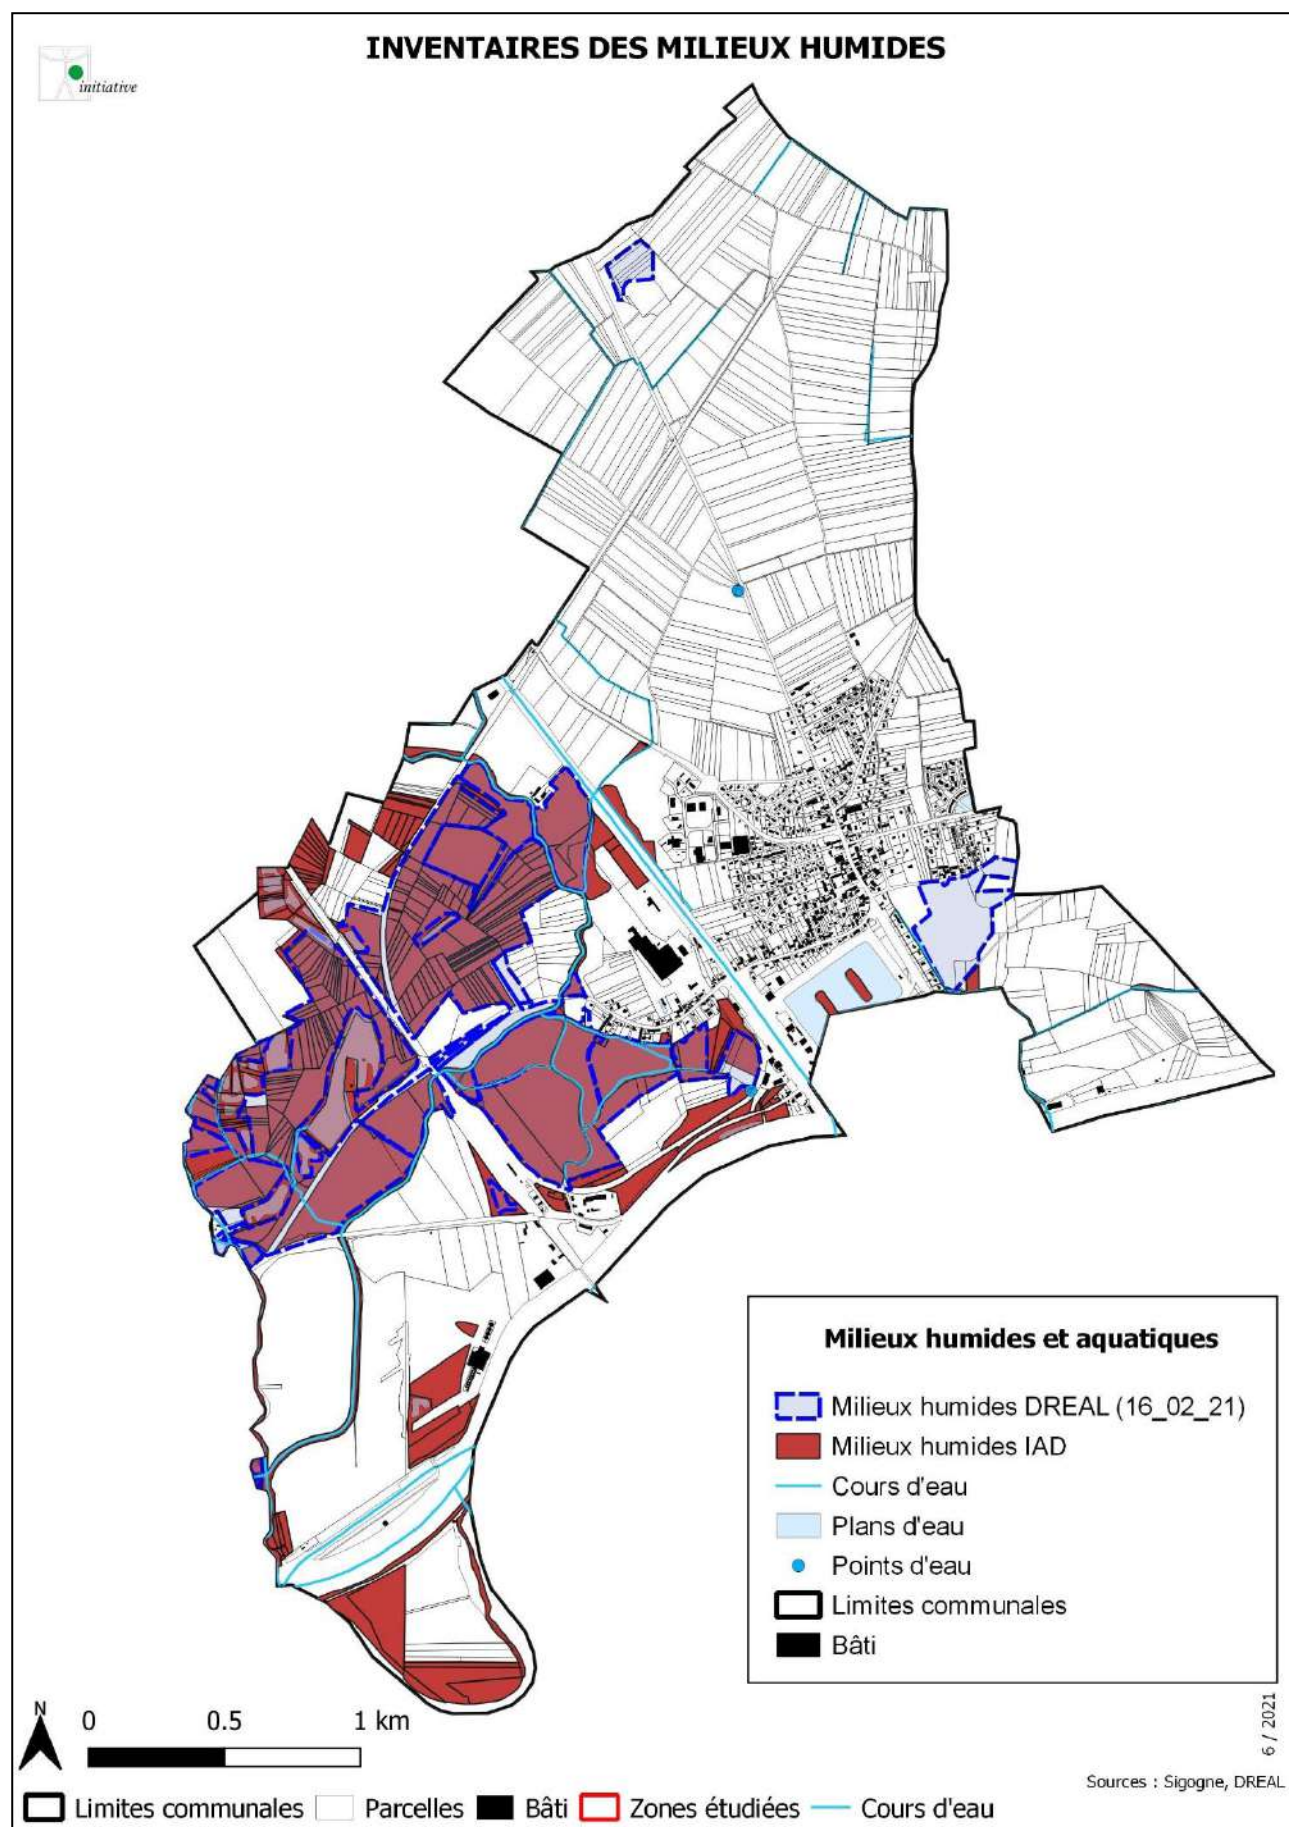 INVENTAIRES DES MILIEUX HUMIDES
initiative
Milieux humides et aquatiques
Milieux humides DREAL (16_02_21)
Milieux humides IAD
Cours d'eau
Plans d'eau
Points d'eau
Limites communales
Bâti
6 / 2021
N
0 0.5 1 km
Sources : Sigogne, DREAL
Limites communales Parcelles Bâti Zones étudiées Cours d'eau